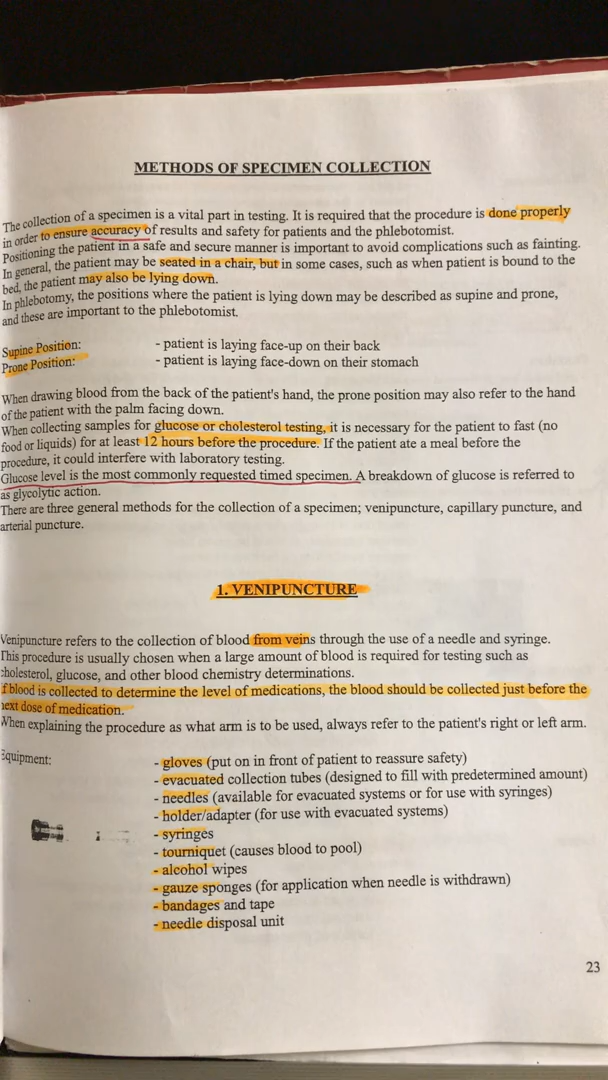 METHODS OF SPECIMEN COLLECTION
The collection of a specimen is a vital part in testing. It is required that the procedure is done properly
in order to ensure accuracy of results and safety for patients and the phlebotomist.
Positioning the patient in a safe and secure manner is important to avoid complications such as fainting.
In general, the patient may be seated in a chair, but in some cases, such as when patient is bound to the
bed, the patient may also be lying down.
In phlebotomy, the positions where the patient is lying down may be described as supine and prone,
and these are important to the phlebotomist.
Supine Position: - patient is laying face-up on their back
Prone Position: - patient is laying face-down on their stomach
When drawing blood from the back of the patient's hand, the prone position may also refer to the hand
of the patient with the palm facing down.
When collecting samples for glucose or cholesterol testing, it is necessary for the patient to fast (no
food or liquids) for at least 12 hours before the procedure. If the patient ate a meal before the
procedure, it could interfere with laboratory testing.
Glucose level is the most commonly requested timed specimen. A breakdown of glucose is referred to
as glycolytic action.
There are three general methods for the collection of a specimen; venipuncture, capillary puncture, and
arterial puncture.
1. VENIPUNCTURE
Venipuncture refers to the collection of blood from veins through the use of a needle and syringe.
This procedure is usually chosen when a large amount of blood is required for testing such as
cholesterol, glucose, and other blood chemistry determinations.
If blood is collected to determine the level of medications, the blood should be collected just before the
next dose of medication.
When explaining the procedure as what arm is to be used, always refer to the patient's right or left arm.
Equipment: - gloves (put on in front of patient to reassure safety)
- evacuated collection tubes (designed to fill with predetermined amount)
- needles (available for evacuated systems or for use with syringes)
- holder/adapter (for use with evacuated systems)
- syringes
- tourniquet (causes blood to pool)
- alcohol wipes
- gauze sponges (for application when needle is withdrawn)
- bandages and tape
- needle disposal unit
23